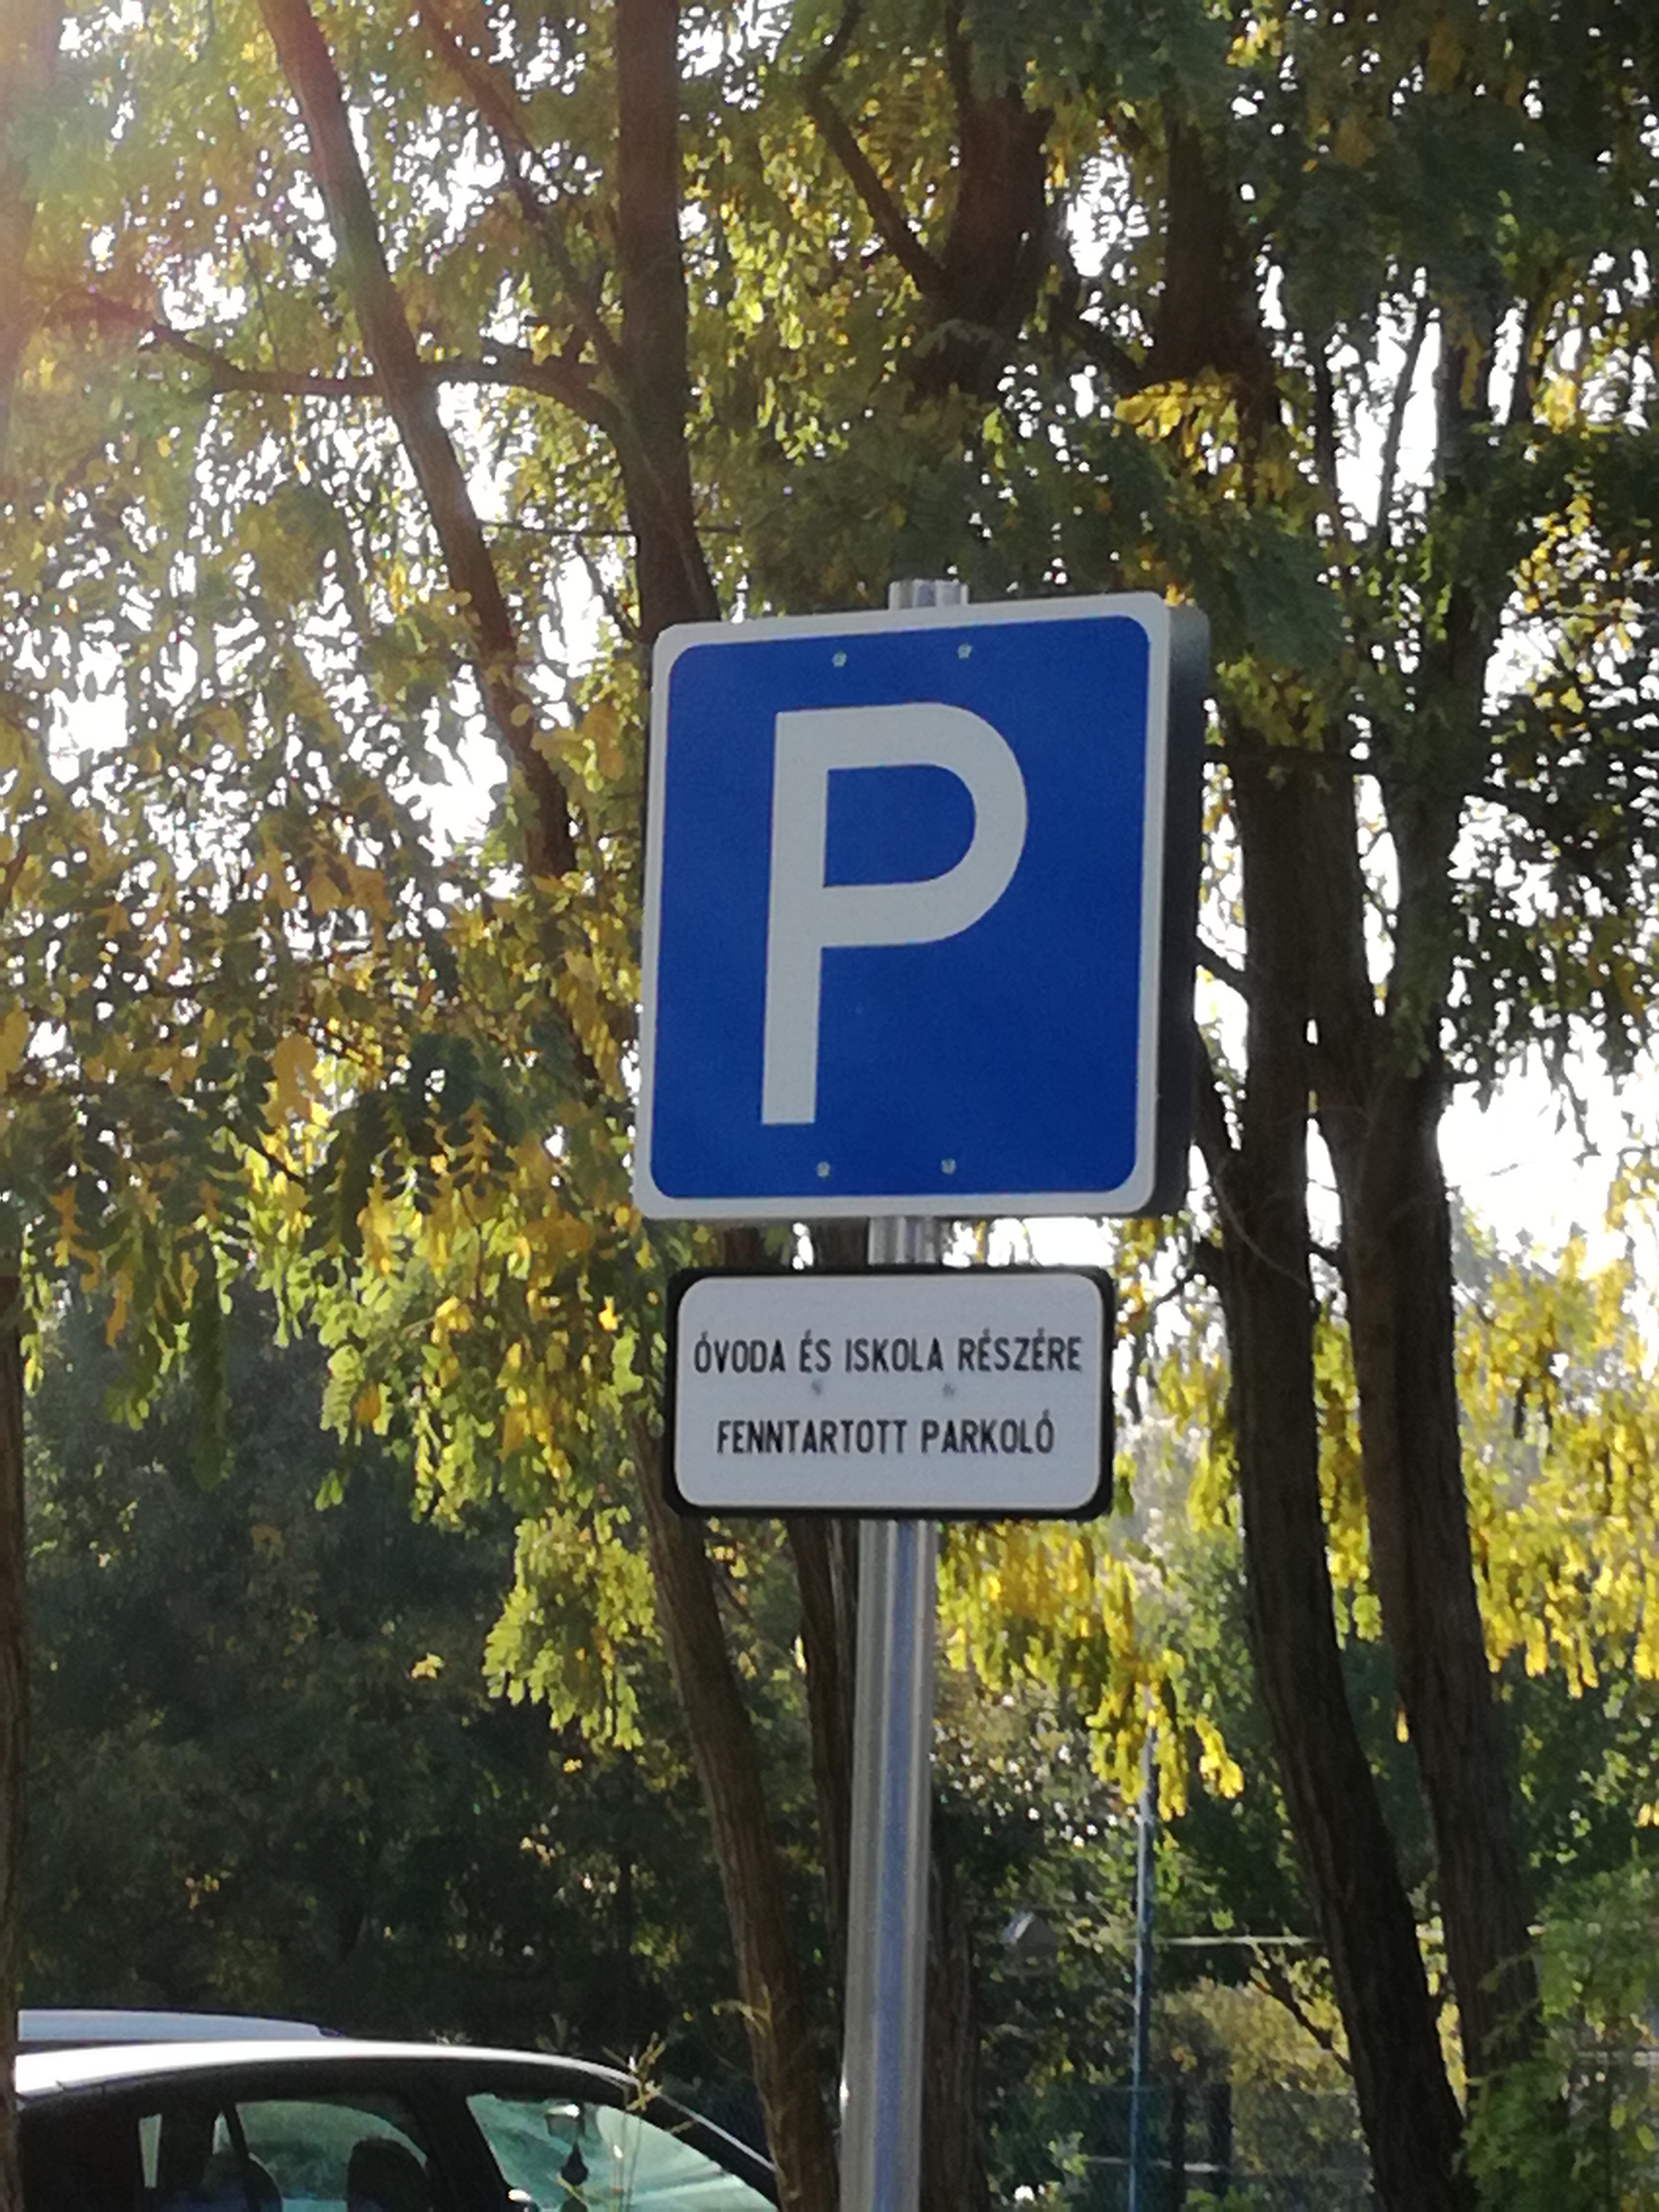 P
ÓVODA ÉS ISKOLA RÉSZÉRE
FENNTARTOTT PARKOLÓ